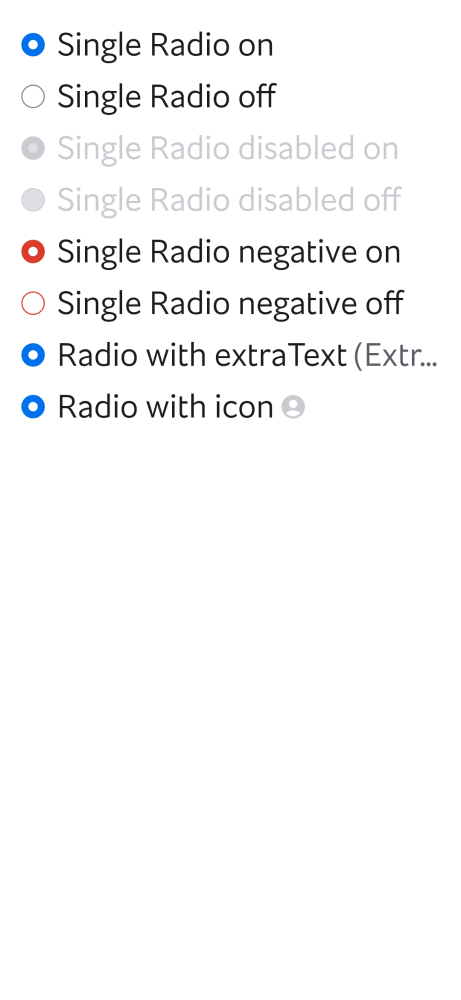 Single Radio on
Single Radio off
Single Radio disabled on
Single Radio disabled off
Single Radio negative on
Single Radio negative off
Radio with extraText (Extr...
Radio with icon